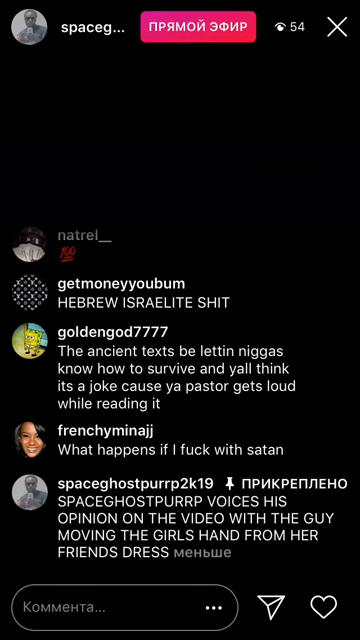 spaceg...
ПРЯМОЙ ЭФИР
54
natrel__
💯
getmoneyyoubum
HEBREW ISRAELITE SHIT
goldengod7777
The ancient texts be lettin niggas
know how to survive and yall think
its a joke cause ya pastor gets loud
while reading it
frenchyminajj
What happens if I fuck with satan
spaceghostpurrp2k19 ПРИКРЕПЛЕНО
SPACEGHOSTPURRP VOICES HIS
OPINION ON THE VIDEO WITH THE GUY
MOVING THE GIRLS HAND FROM HER
FRIENDS DRESS меньше
Коммента...